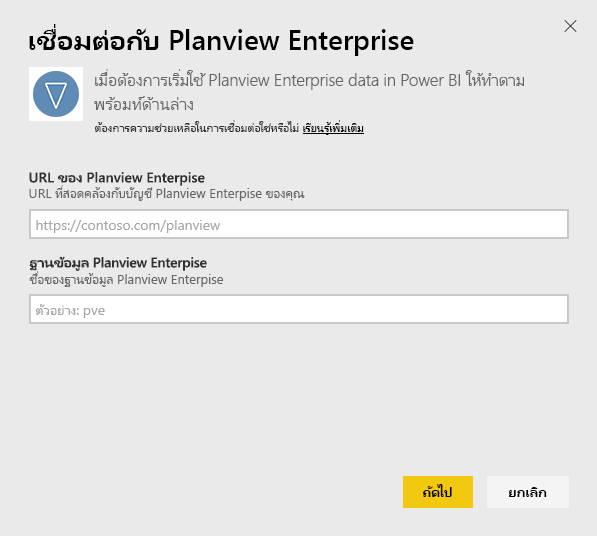 เชื่อมต่อกับ Planview Enterprise
เมื่อต้องการเริ่มใช้ Planview Enterprise data in Power BI ให้ทำตาม
พร้อมท์ด้านล่าง
ต้องการความช่วยเหลือในการเชื่อมต่อใช่หรือไม่ เรียนรู้เพิ่มเติม
URL ของ Planview Enterpise
URL ที่สอดคล้องกับบัญชี Planview Enterpise ของคุณ
https://contoso.com/planview
ฐานข้อมูล Planview Enterpise
ชื่อของฐานข้อมูล Planview Enterpise
ตัวอย่าง: pve
ถัดไป
ยกเลิก